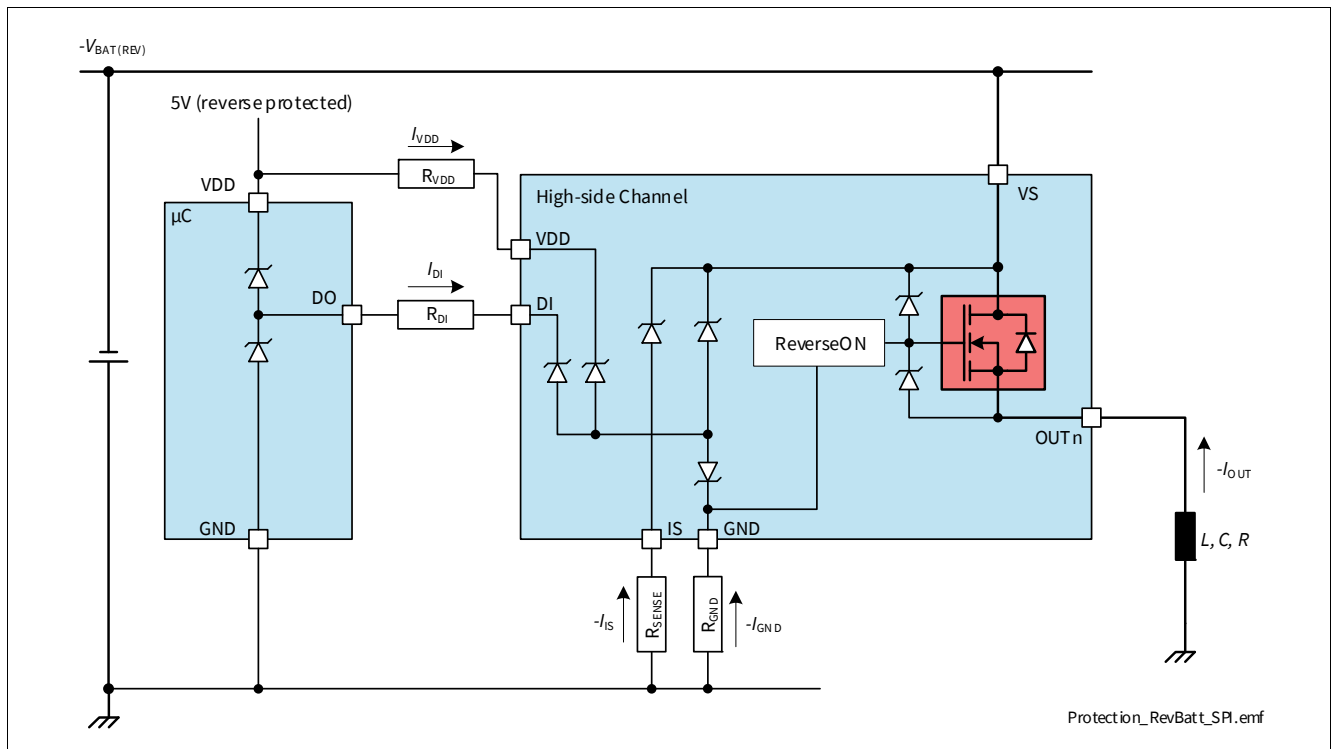 -VBAT(REV)
5V (reverse protected)
IVDD
RVDD
VDD
µC
High-side Channel
VS
VDD
IDI
DO
RDI
DI
ReverseON
OUTn
-IOUT
GND
IS
GND
L, C, R
-IIS
RSENSE
RGND
-IGND
Protection_RevBatt_SPI.emf